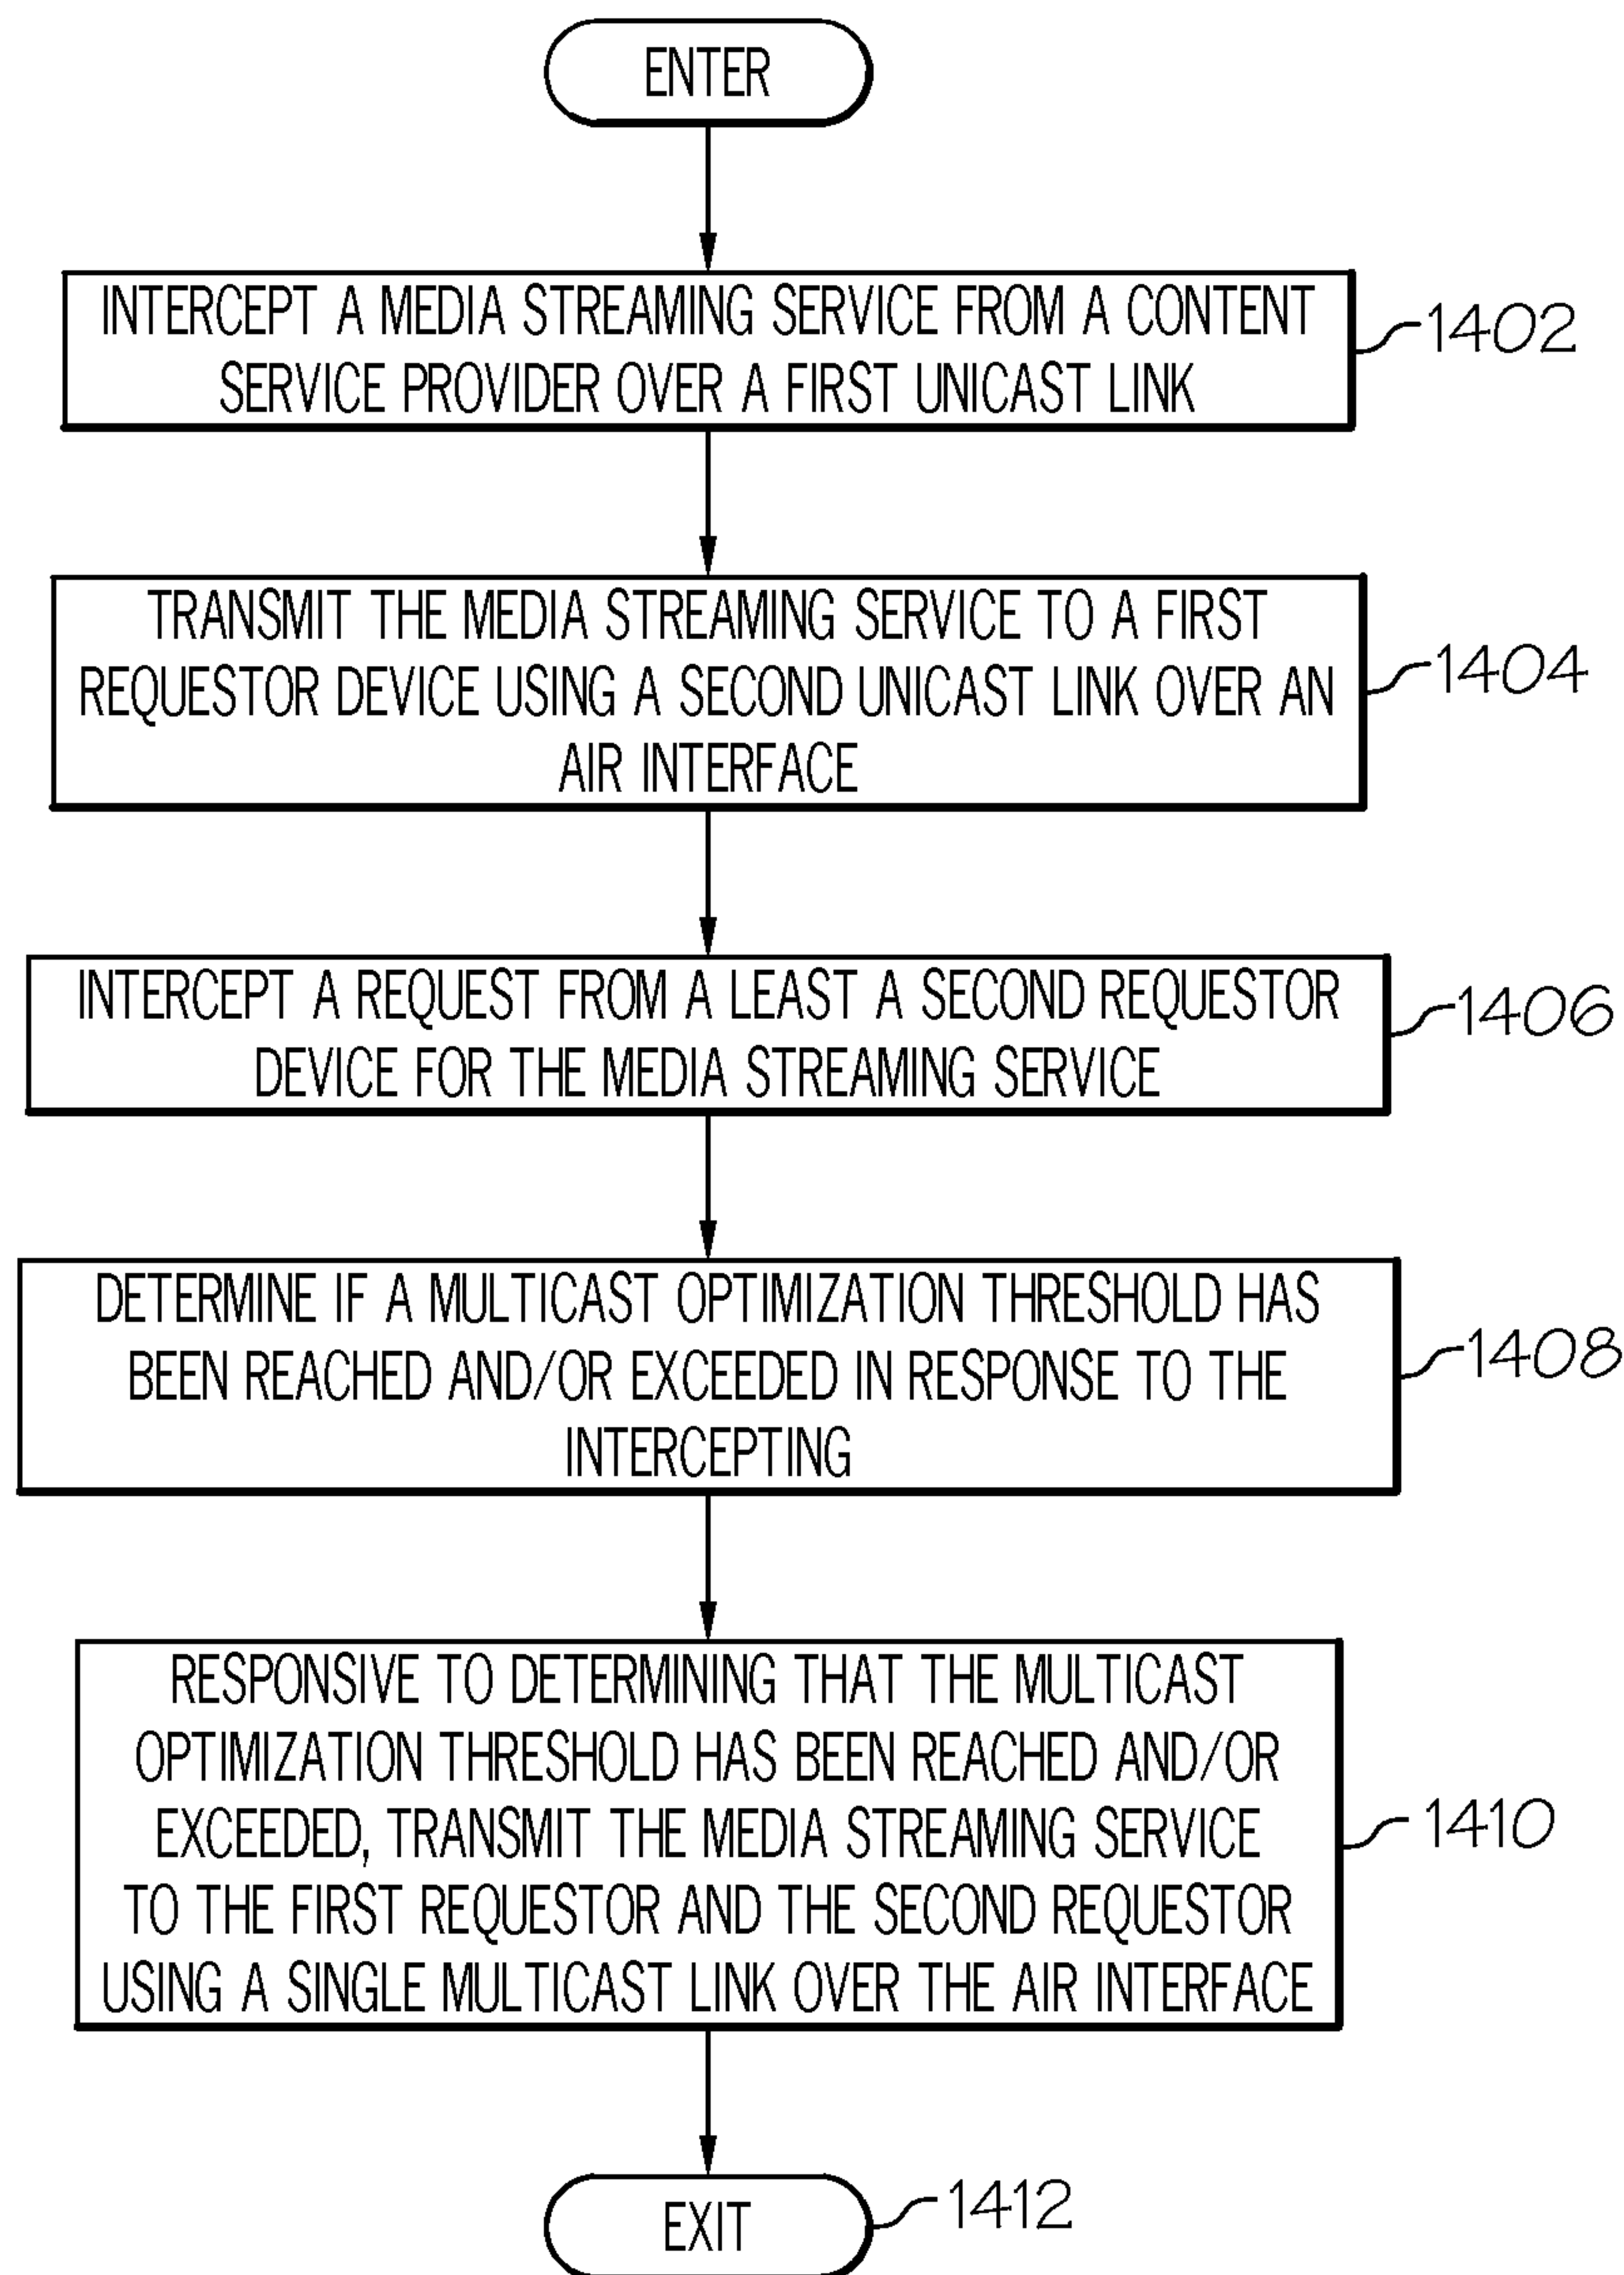 ENTER
INTERCEPT A MEDIA STREAMING SERVICE FROM A CONTENT
SERVICE PROVIDER OVER A FIRST UNICAST LINK
1402
TRANSMIT THE MEDIA STREAMING SERVICE TO A FIRST
REQUESTOR DEVICE USING A SECOND UNICAST LINK OVER AN
AIR INTERFACE
1404
INTERCEPT A REQUEST FROM A LEAST A SECOND REQUESTOR
DEVICE FOR THE MEDIA STREAMING SERVICE
1406
DETERMINE IF A MULTICAST OPTIMIZATION THRESHOLD HAS
BEEN REACHED AND/OR EXCEEDED IN RESPONSE TO THE
INTERCEPTING
1408
RESPONSIVE TO DETERMINING THAT THE MULTICAST
OPTIMIZATION THRESHOLD HAS BEEN REACHED AND/OR
EXCEEDED, TRANSMIT THE MEDIA STREAMING SERVICE
TO THE FIRST REQUESTOR AND THE SECOND REQUESTOR
USING A SINGLE MULTICAST LINK OVER THE AIR INTERFACE
1410
EXIT
1412